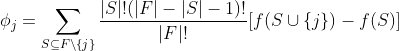 \phi_j = \sum_{S \subseteq F \setminus \{j\}} \frac{|S|!(|F| - |S| - 1)!}{|F|!} [f(S \cup \{j\}) - f(S)]